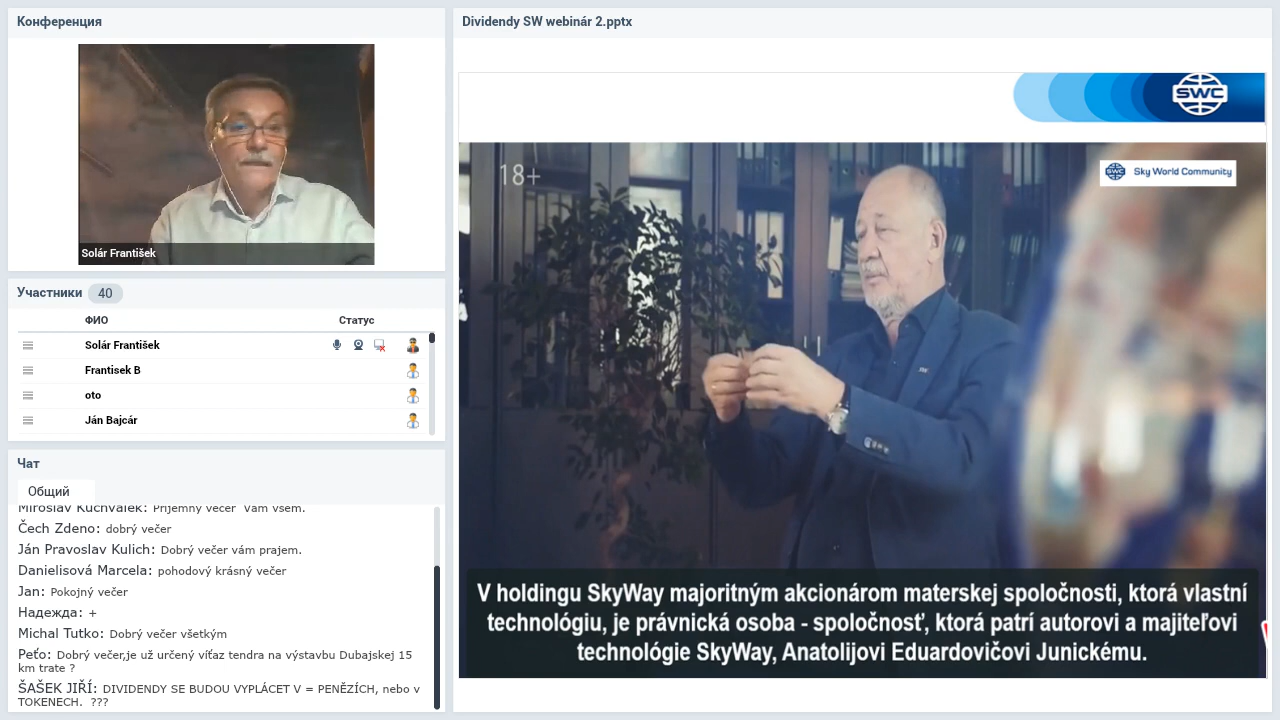 Конференция
Solár František
Участники 40
ФИО Статус
Solár František
Frantisek B
oto
Ján Bajcár
Чат
Общий
Miroslav Kuchválek: Príjemný večer vám všem.
Čech Zdeno: dobrý večer
Ján Pravoslav Kulich: Dobrý večer vám prajem.
Danielisová Marcela: pohodový krásný večer
Jan: Pokojný večer
Надежда: +
Michal Tutko: Dobrý večer všetkým
Peťo: Dobrý večer,je už určený víťaz tendra na výstavbu Dubajskej 15
km trate ?
ŠAŠEK JIŘÍ: DIVIDENDY SE BUDOU VYPLÁCET V = PENĚZÍCH, nebo v
TOKENECH. ???
Dividendy SW webinár 2.pptx
SWC
18+
SWC Sky World Community
V holdingu SkyWay majoritným akcionárom materskej spoločnosti, ktorá vlastní
technológiu, je právnická osoba - spoločnosť, ktorá patrí autorovi a majiteľovi
technológie SkyWay, Anatolijovi Eduardovičovi Junickému.